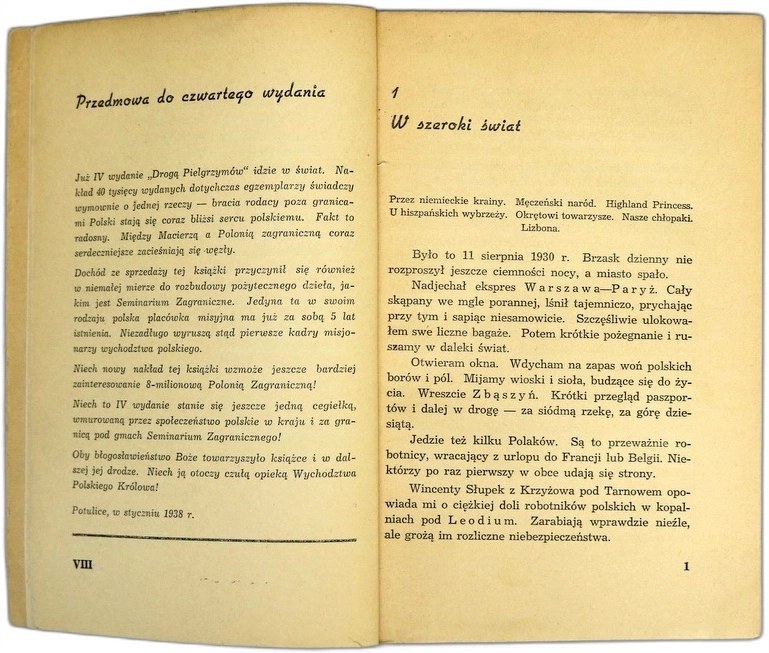 Przedmowa do czwartego wydania
Już IV wydanie „Drogą Pielgrzymów" idzie w świat. Na-
kład 40 tysięcy wydanych dotychczas egzemplarzy świadczy
wymownie o jednej rzeczy — bracia rodacy poza granica-
mi Polski stają się coraz bliżsi sercu polskiemu. Fakt to
radosny. Między Macierzą a Polonią zagraniczną coraz
serdeczniejsze zacieśniają się węzły.
Dochód ze sprzedaży tej książki przyczynił się również
w niemałej mierze do rozbudowy pożytecznego dzieła, ja-
kim jest Seminarium Zagraniczne. Jedyna ta w swoim
rodzaju polska placówka misyjna ma już za sobą 5 lat
istnienia. Niezadługo wyruszą stąd pierwsze kadry misjo-
narzy wychodztwa polskiego.
Niech nowy nakład tej książki wzmoże jeszcze bardziej
zainteresowanie 8-milionową Polonią Zagraniczną!
Niech to IV wydanie stanie się jeszcze jedną cegiełką,
wmurowaną przez społeczeństwo polskie w kraju i za gra-
nicą pod gmach Seminarium Zagranicznego!
Oby błogosławieństwo Boże towarzyszyło książce i w dal-
szej jej drodze. Niech ją otoczy czułą opieką Wychodztwa
Polskiego Królowa!
Potulice, w styczniu 1938 r.
VIII
1
W szeroki świat
Przez niemieckie krainy. Męczeński naród. Highland Princess.
U hiszpańskich wybrzeży. Okrętowi towarzysze. Nasze chłopaki.
Lizbona.
Było to 11 sierpnia 1930 r. Brzask dzienny nie
rozproszył jeszcze ciemności nocy, a miasto spało.
Nadjechał ekspres Warszawa—Paryż. Cały
skąpany we mgle porannej, lśnił tajemniczo, prychając
przy tym i sapiąc niesamowicie. Szczęśliwie ulokowa-
łem swe liczne bagaże. Potem krótkie pożegnanie i ru-
szamy w daleki świat.
Otwieram okna. Wdycham na zapas woń polskich
borów i pól. Mijamy wioski i sioła, budzące się do ży-
cia. Wreszcie Zbąszyń. Krótki przegląd paszpor-
tów i dalej w drogę — za siódmą rzekę, za górę dzie-
siątą.
Jedzie też kilku Polaków. Są to przeważnie ro-
botnicy, wracający z urlopu do Francji lub Belgii. Nie-
którzy po raz pierwszy w obce udają się strony.
Wincenty Słupek z Krzyżowa pod Tarnowem opo-
wiada mi o ciężkiej doli robotników polskich w kopal-
niach pod Leodium. Zarabiają wprawdzie nieźle,
ale grożą im rozliczne niebezpieczeństwa.
1